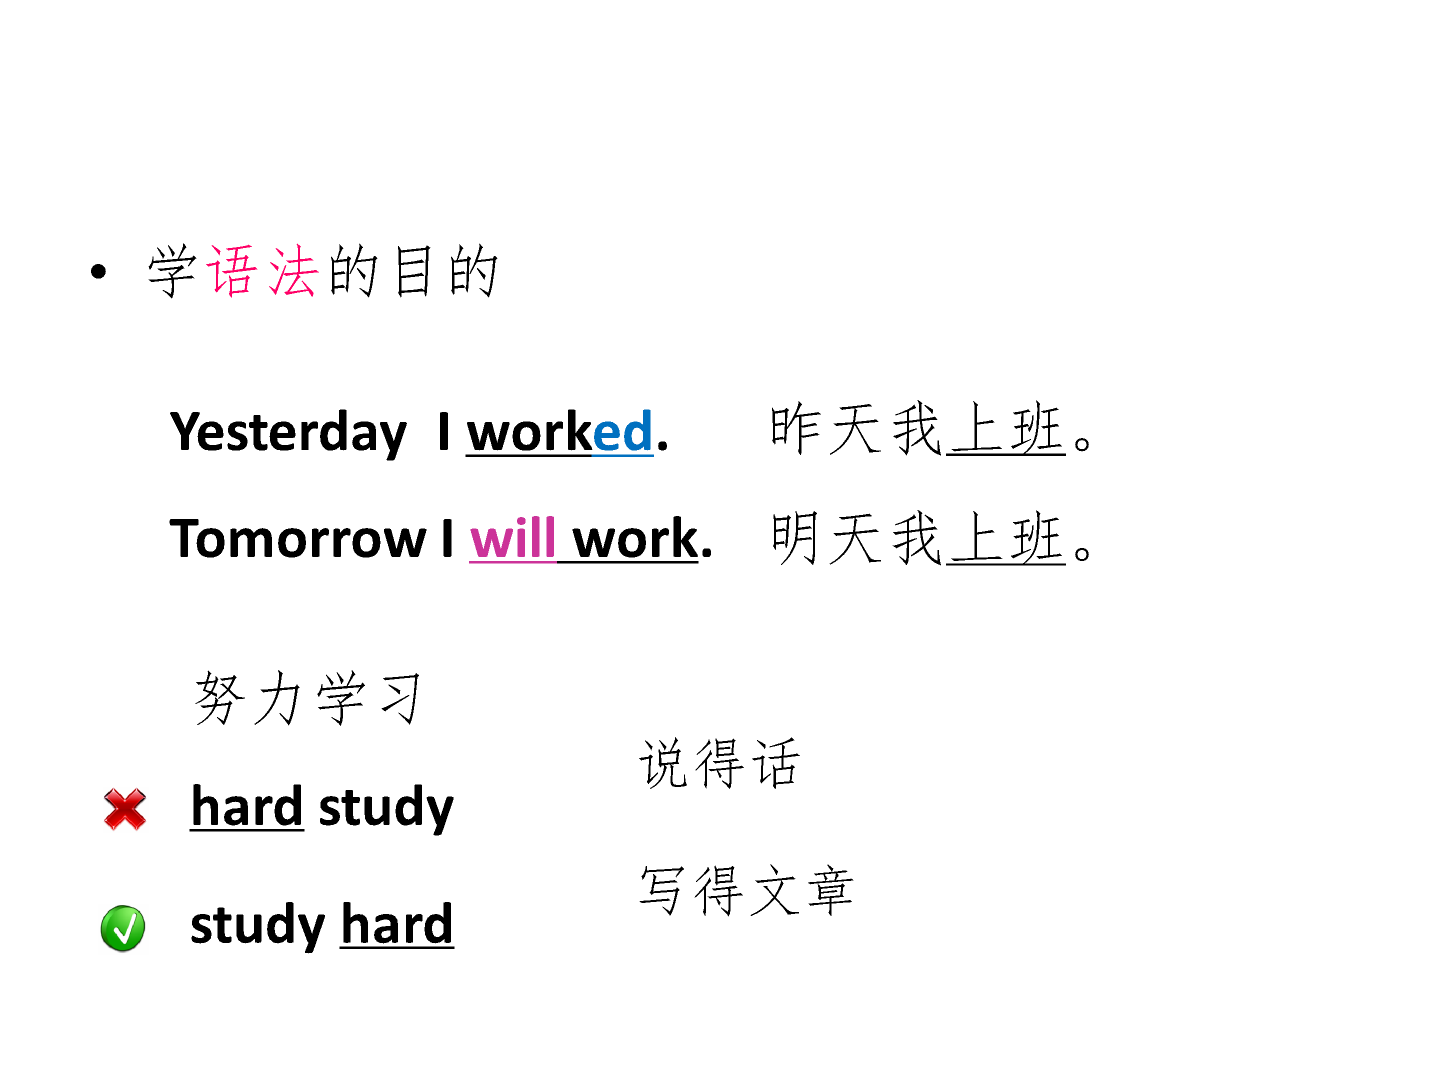 • 学语法的目的
Yesterday I worked. 昨天我上班。
Tomorrow I will work. 明天我上班。
努力学习
说得话
hard study
写得文章
study hard